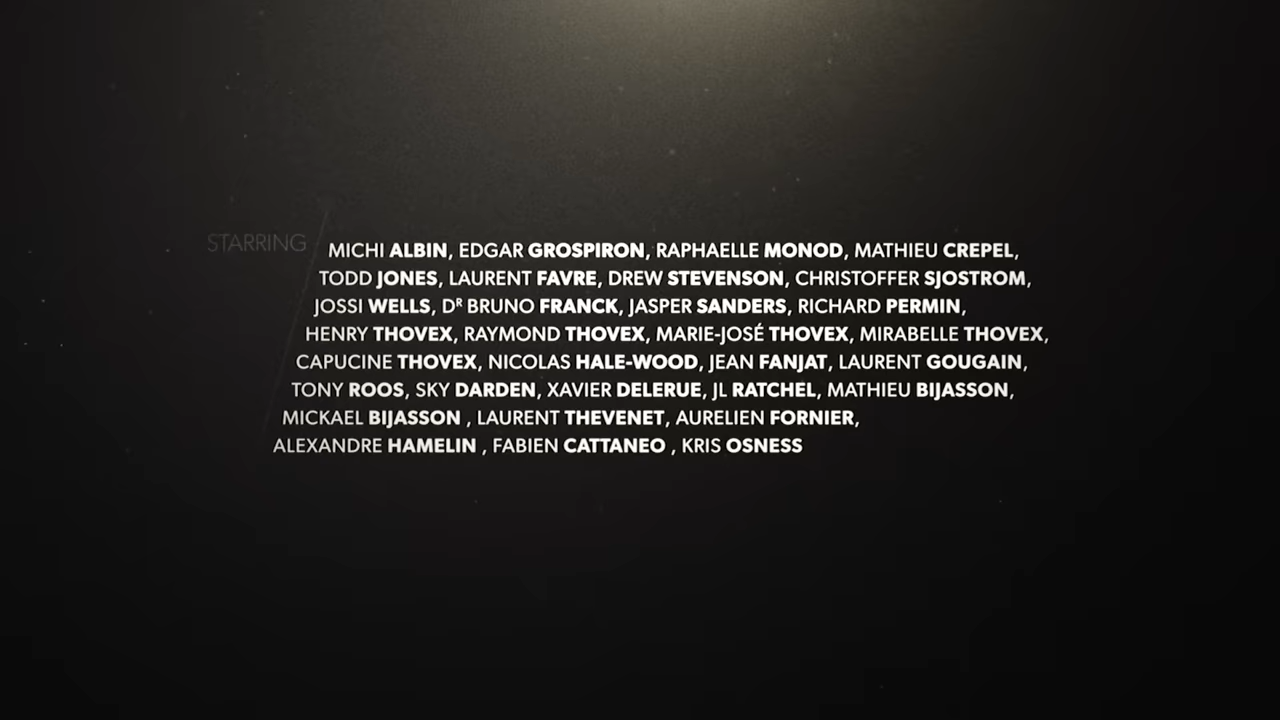 STARRING
MICHI ALBIN, EDGAR GROSPIRON, RAPHAELLE MONOD, MATHIEU CREPEL,
TODD JONES, LAURENT FAVRE, DREW STEVENSON, CHRISTOFFER SJOSTROM,
JOSSI WELLS, Dᴿ BRUNO FRANCK, JASPER SANDERS, RICHARD PERMIN,
HENRY THOVEX, RAYMOND THOVEX, MARIE-JOSÉ THOVEX, MIRABELLE THOVEX,
CAPUCINE THOVEX, NICOLAS HALE-WOOD, JEAN FANJAT, LAURENT GOUGAIN,
TONY ROOS, SKY DARDEN, XAVIER DELERUE, JL RATCHEL, MATHIEU BIJASSON,
MICKAEL BIJASSON , LAURENT THEVENET, AURELIEN FORNIER,
ALEXANDRE HAMELIN , FABIEN CATTANEO , KRIS OSNESS